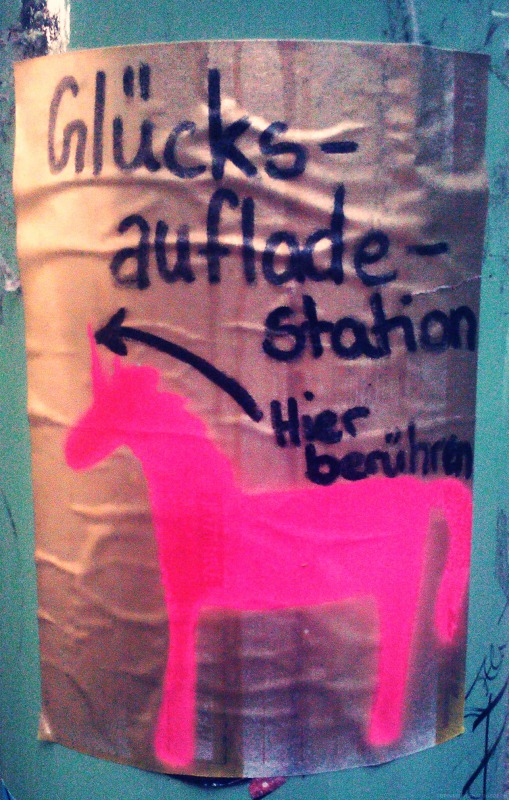 Glücks-
auflade-
station
Hier
berühren